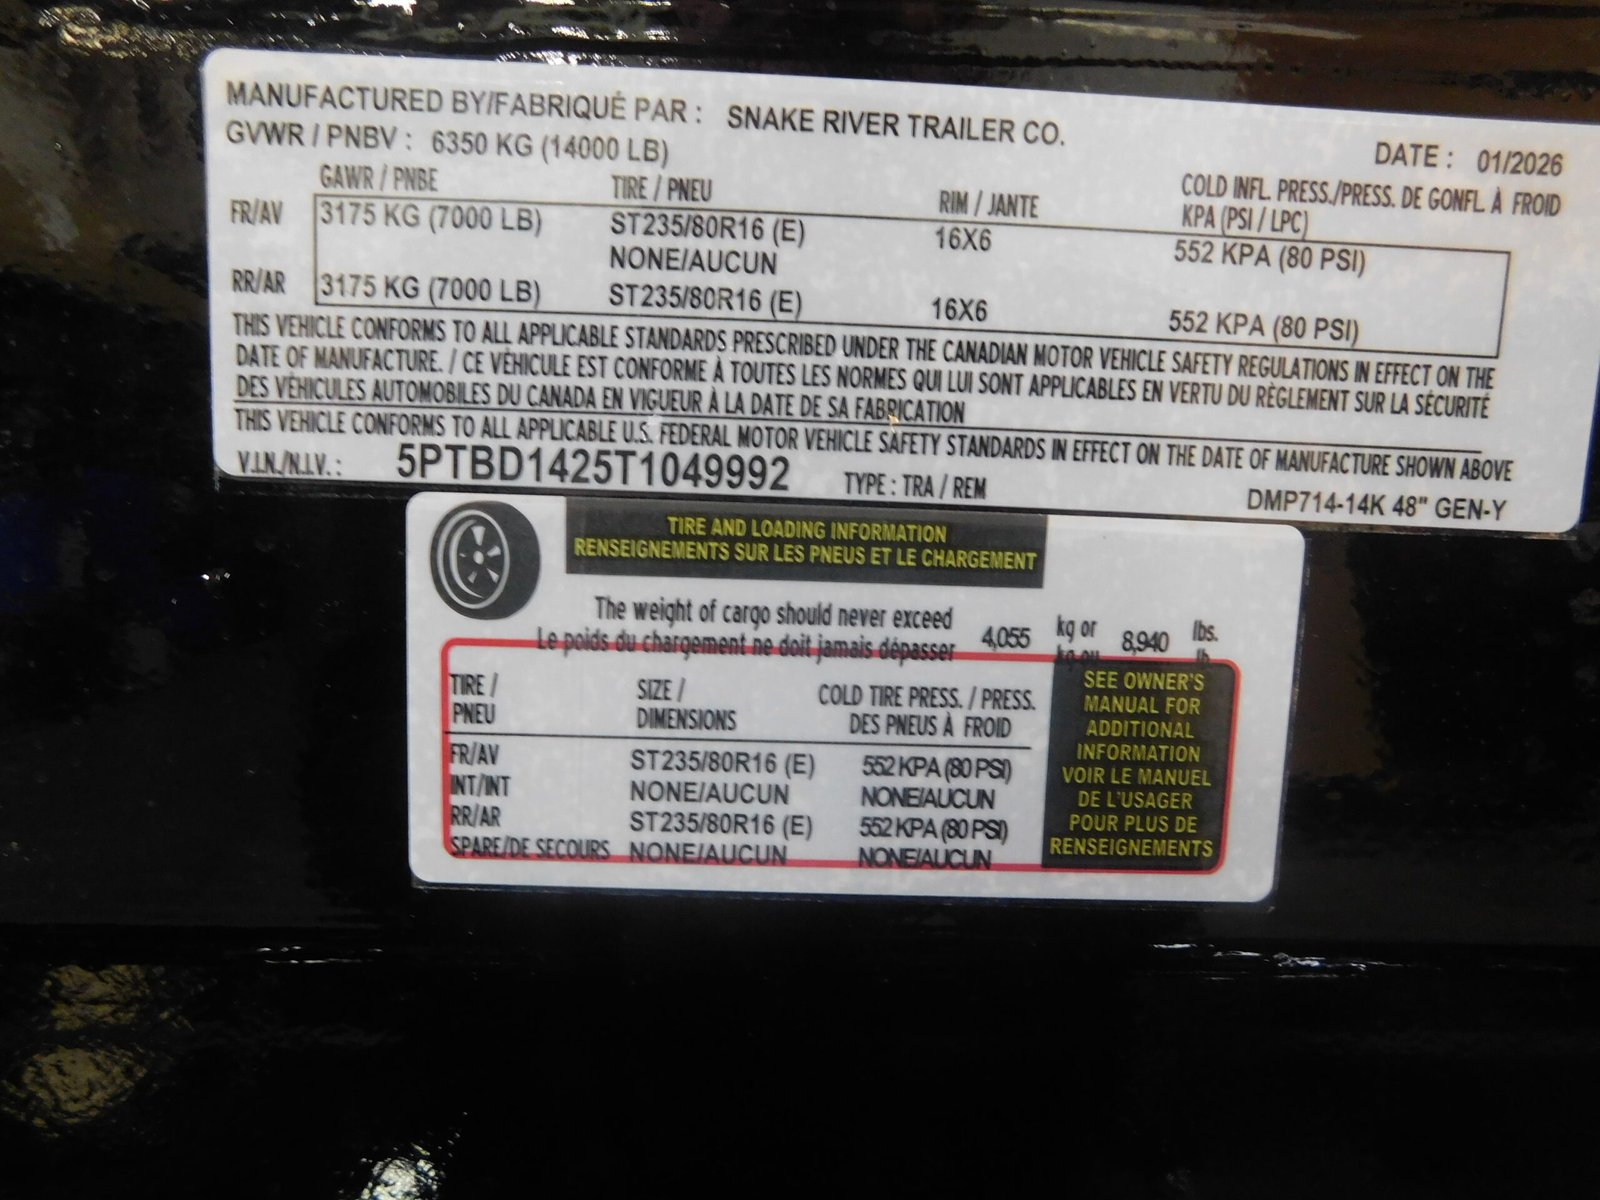 MANUFACTURED BY/FABRIQUÉ PAR : SNAKE RIVER TRAILER CO.
GVWR / PNBV : 6350 KG (14000 LB) DATE : 01/2026
GAWR / PNBE TIRE / PNEU RIM / JANTE COLD INFL. PRESS./PRESS. DE GONFL. À FROID
KPA (PSI / LPC)
FR/AV 3175 KG (7000 LB) ST235/80R16 (E) 16X6 552 KPA (80 PSI)
NONE/AUCUN
RR/AR 3175 KG (7000 LB) ST235/80R16 (E) 16X6 552 KPA (80 PSI)
THIS VEHICLE CONFORMS TO ALL APPLICABLE STANDARDS PRESCRIBED UNDER THE CANADIAN MOTOR VEHICLE SAFETY REGULATIONS IN EFFECT ON THE
DATE OF MANUFACTURE. / CE VÉHICULE EST CONFORME À TOUTES LES NORMES QUI LUI SONT APPLICABLES EN VERTU DU RÈGLEMENT SUR LA SÉCURITÉ
DES VÉHICULES AUTOMOBILES DU CANADA EN VIGUEUR À LA DATE DE SA FABRICATION
THIS VEHICLE CONFORMS TO ALL APPLICABLE U.S. FEDERAL MOTOR VEHICLE SAFETY STANDARDS IN EFFECT ON THE DATE OF MANUFACTURE SHOWN ABOVE
V.I.N./N.I.V. : 5PTBD1425T1049992 TYPE : TRA / REM DMP714-14K 48" GEN-Y
TIRE AND LOADING INFORMATION
RENSEIGNEMENTS SUR LES PNEUS ET LE CHARGEMENT
The weight of cargo should never exceed 4,055 kg or 8,940 lbs.
Le poids du chargement ne doit jamais dépasser kg ou lb
TIRE / SIZE / COLD TIRE PRESS. / PRESS.
PNEU DIMENSIONS DES PNEUS À FROID
FR/AV ST235/80R16 (E) 552 KPA (80 PSI)
INT/INT NONE/AUCUN NONE/AUCUN
RR/AR ST235/80R16 (E) 552 KPA (80 PSI)
SPARE/DE SECOURS NONE/AUCUN NONE/AUCUN
SEE OWNER'S
MANUAL FOR
ADDITIONAL
INFORMATION
VOIR LE MANUEL
DE L'USAGER
POUR PLUS DE
RENSEIGNEMENTS